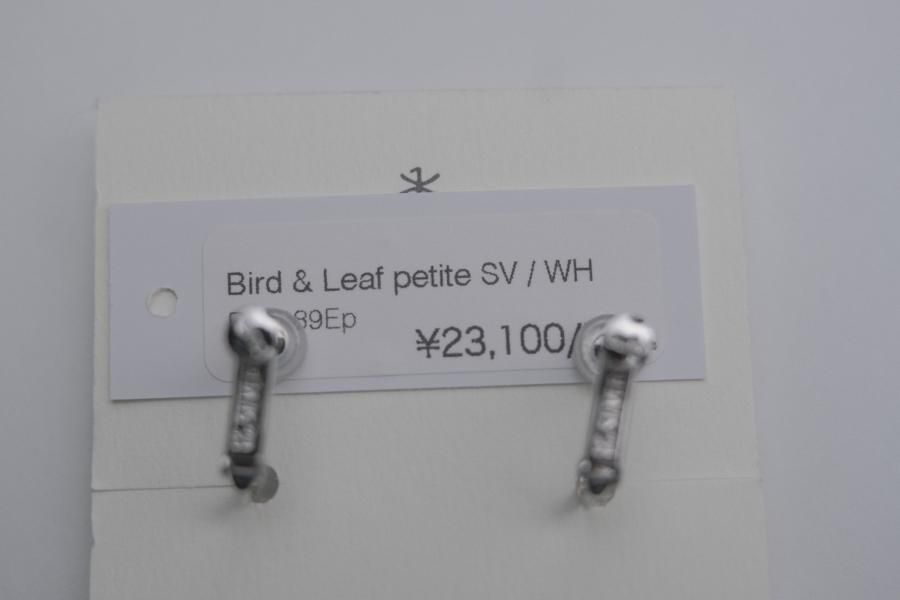 Bird & Leaf petite SV / WH
¥23,100/